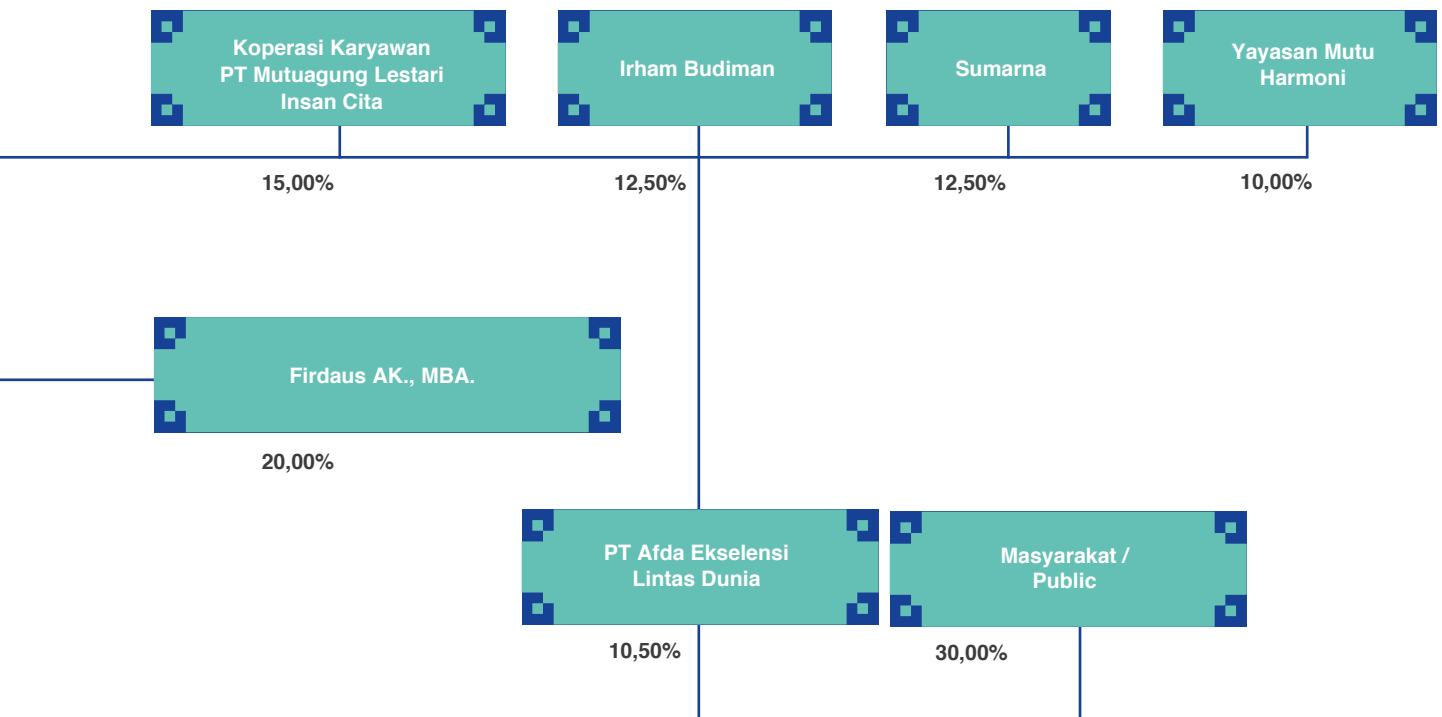 Koperasi Karyawan
PT Mutuagung Lestari
Insan Cita
Irham Budiman
Sumarna
Yayasan Mutu
Harmoni
15,00%
12,50%
12,50%
10,00%
Firdaus AK., MBA.
20,00%
PT Afda Ekselensi
Lintas Dunia
Masyarakat /
Public
10,50%
30,00%